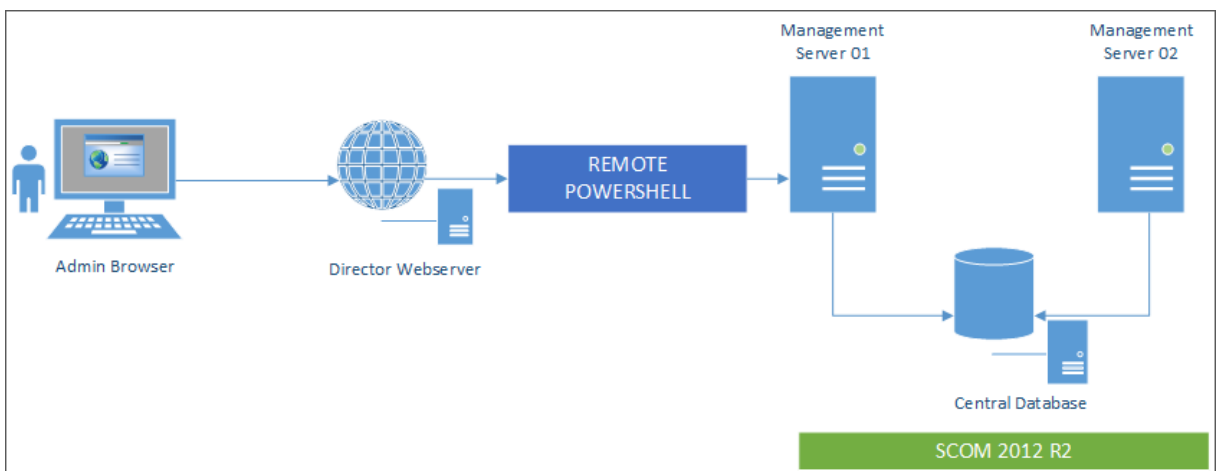 Management
Server 01
Management
Server 02
REMOTE
POWERSHELL
Admin Browser
Director Webserver
Central Database
SCOM 2012 R2